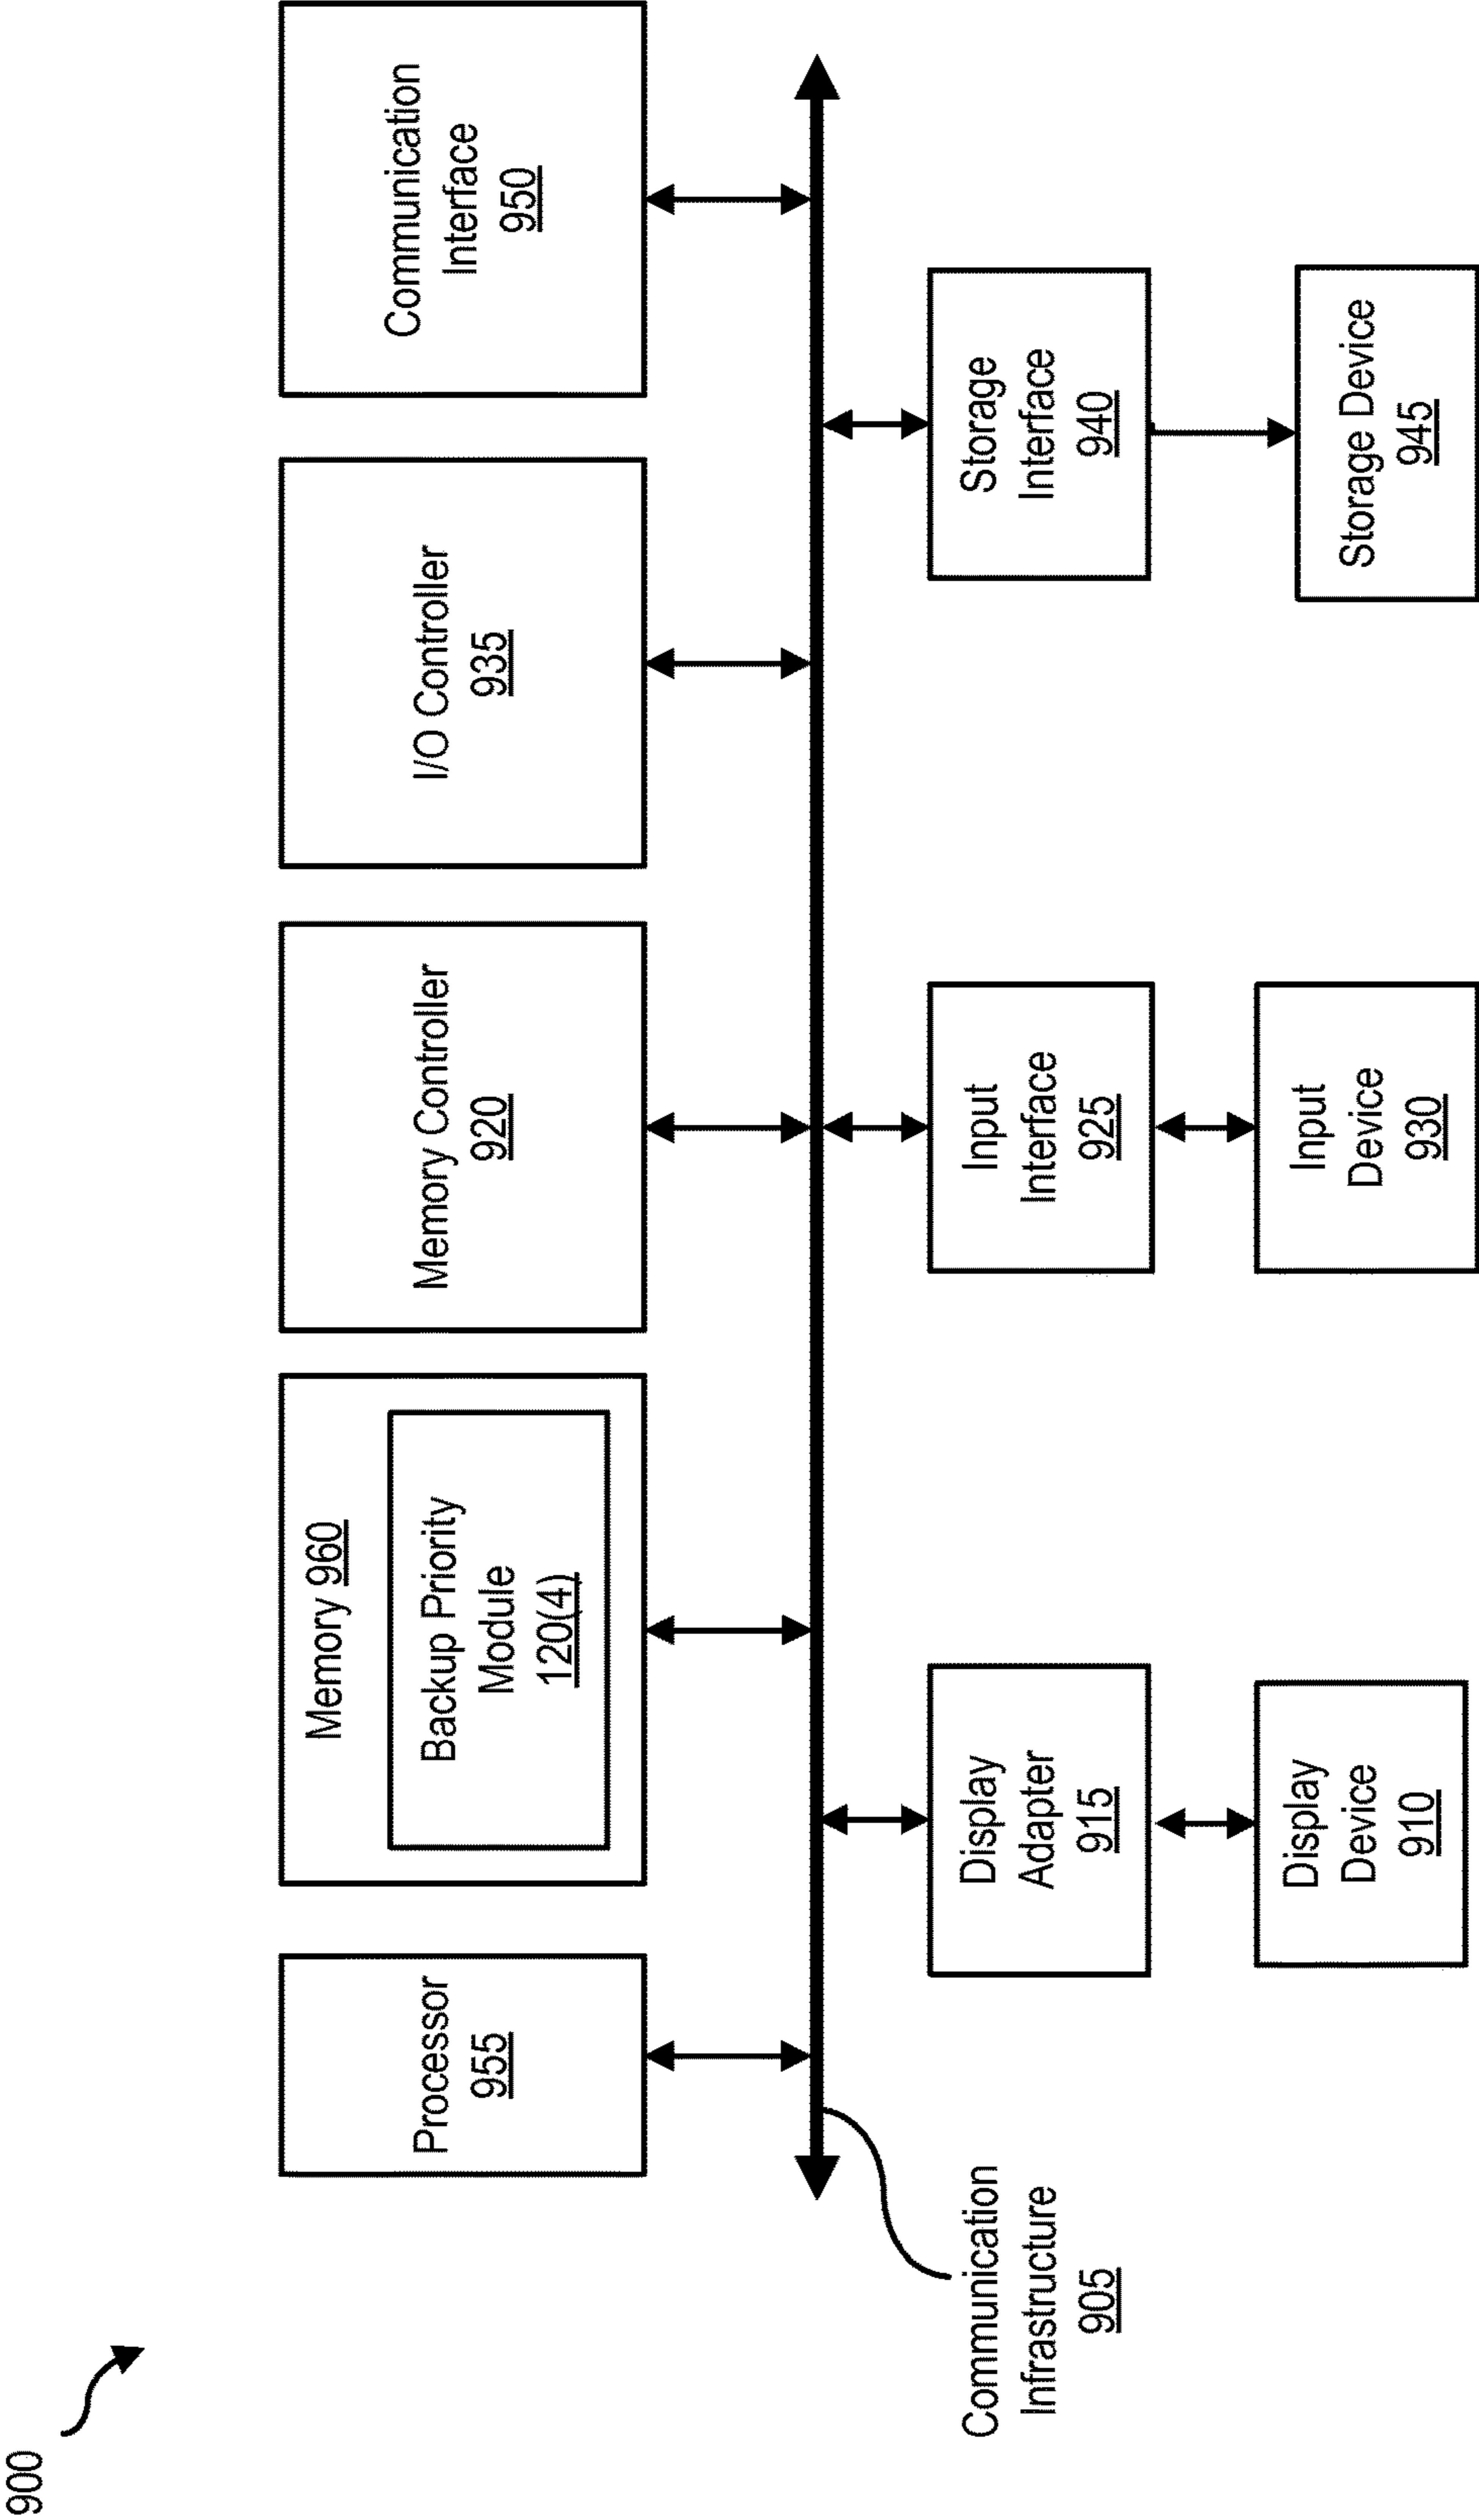 900
Processor
955
Memory 960
Backup Priority
Module
120(4)
Memory Controller
920
I/O Controller
935
Communication
Interface
950
Communication
Infrastructure
905
Display
Adapter
915
Input
Interface
925
Storage
Interface
940
Display
Device
910
Input
Device
930
Storage Device
945